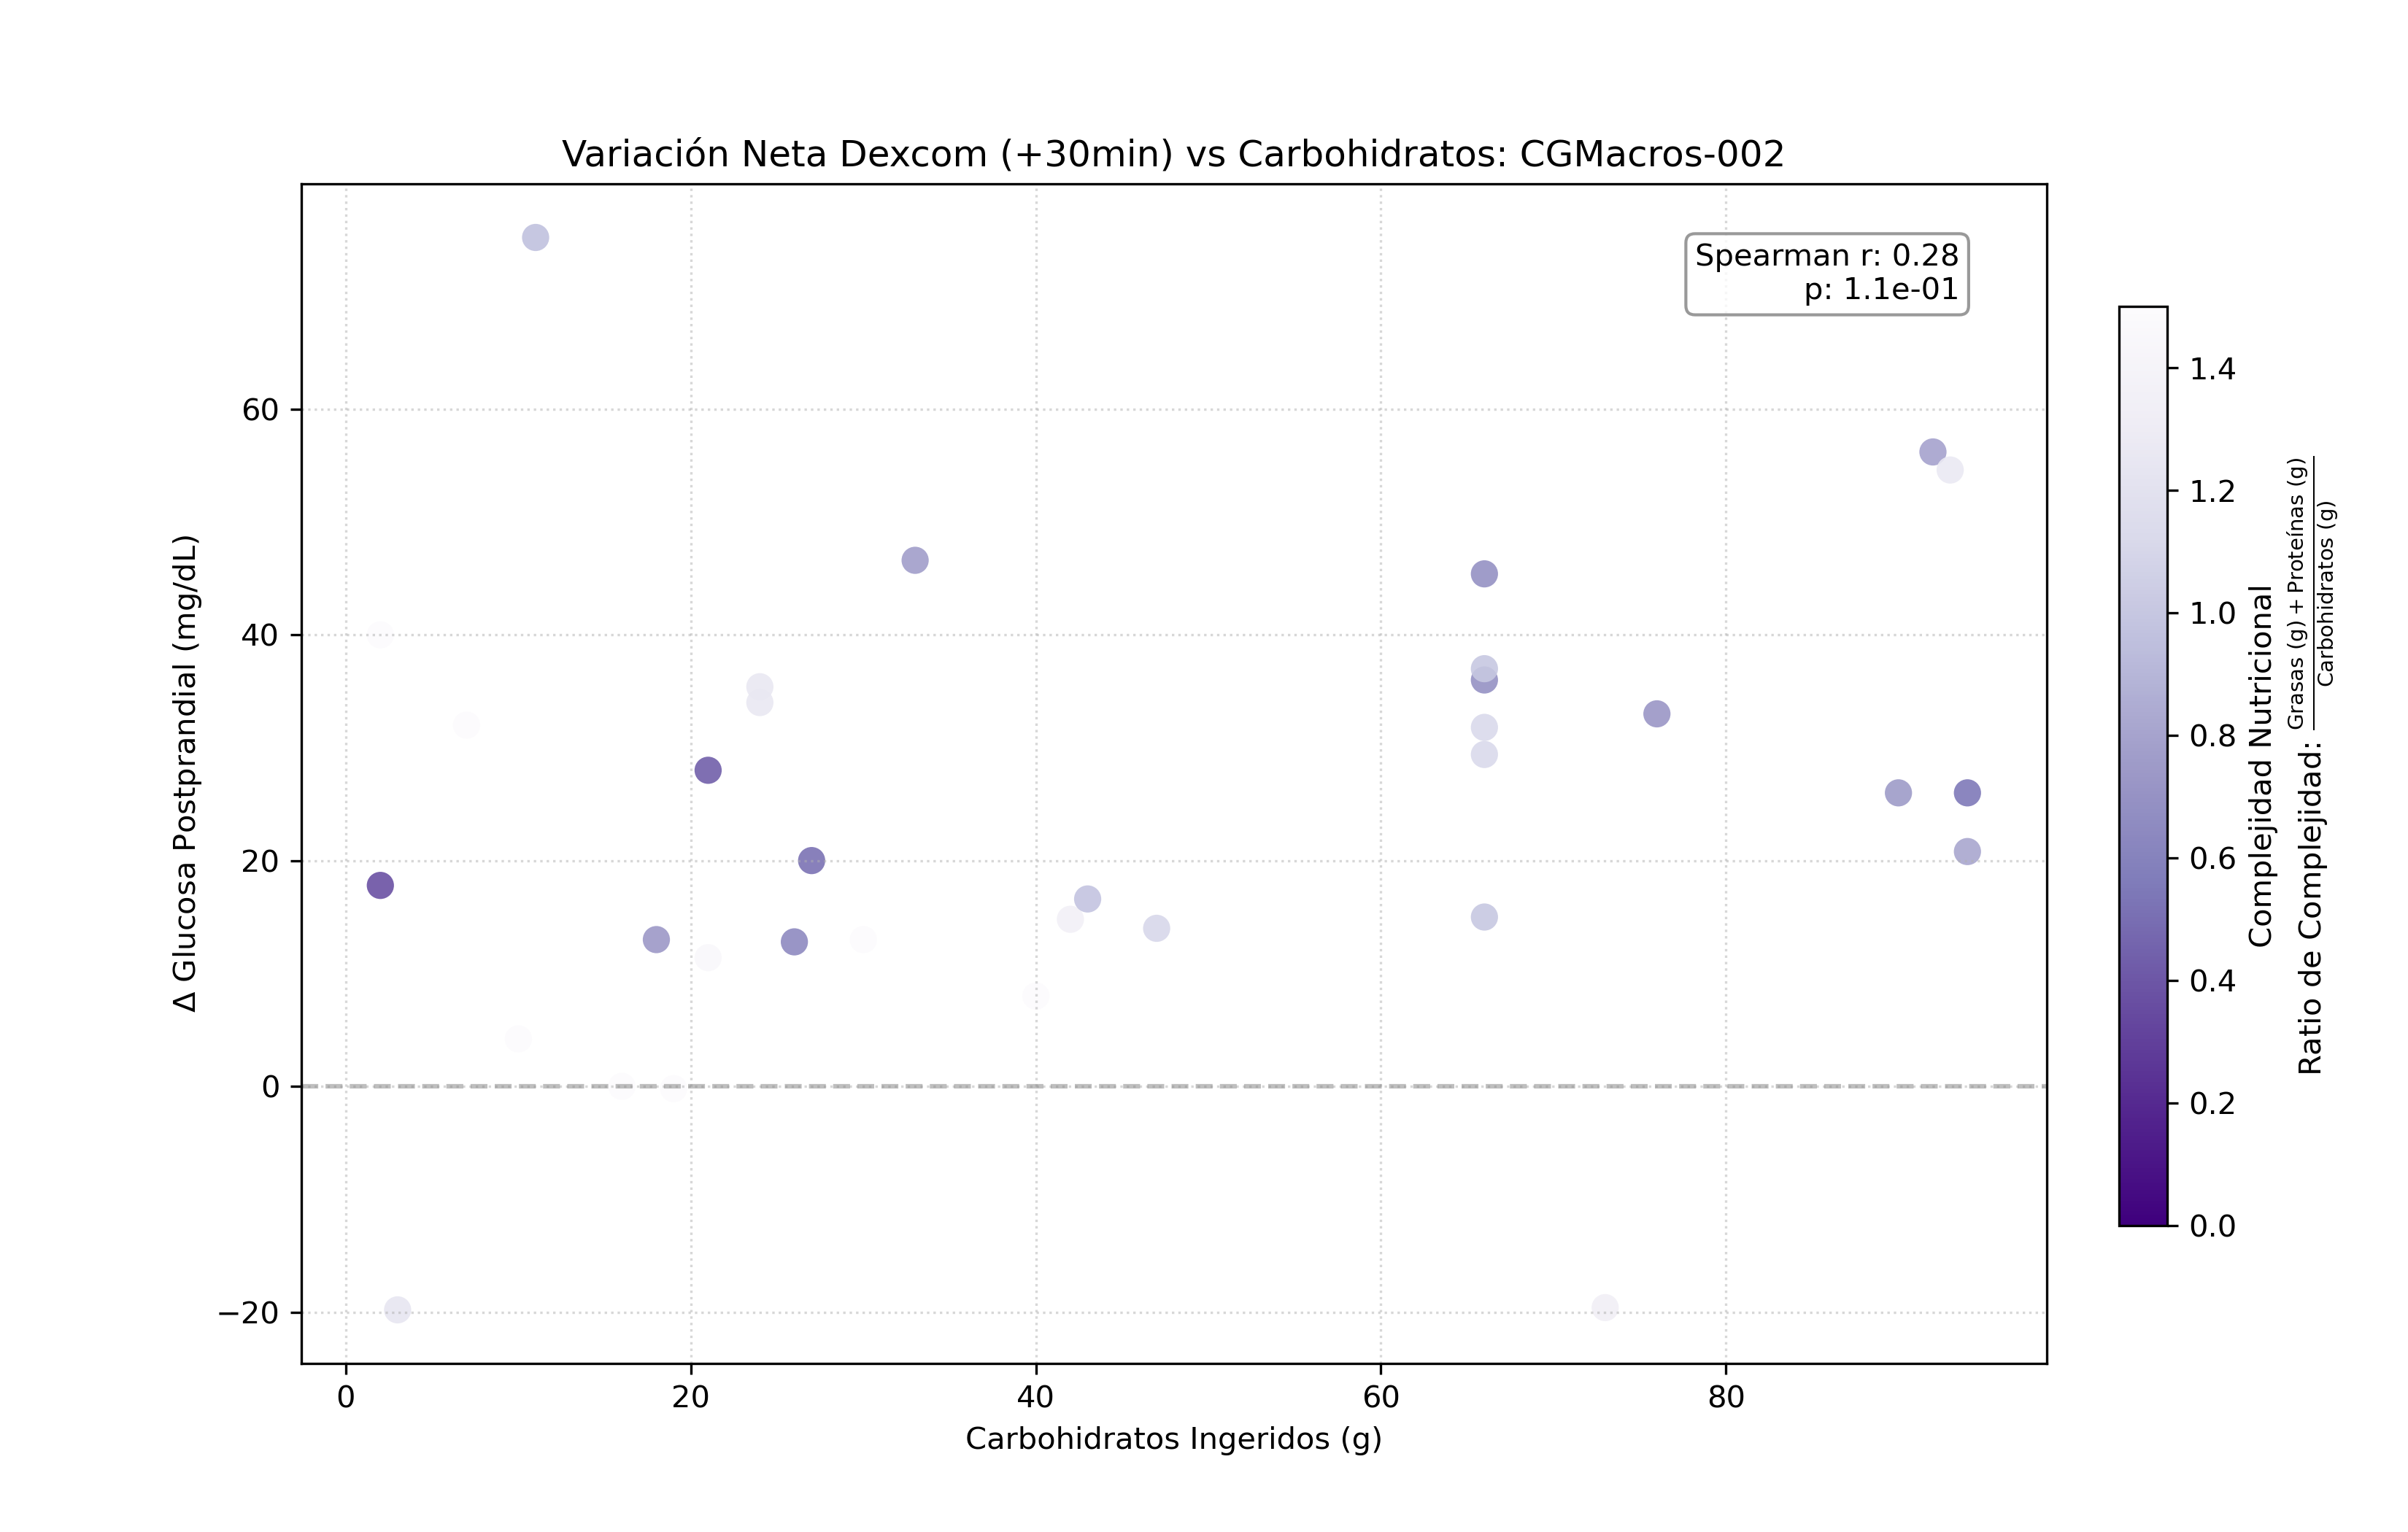 Variación Neta Dexcom (+30min) vs Carbohidratos: CGMacros-002
Spearman r: 0.28
p: 1.1e-01
Δ Glucosa Postprandial (mg/dL)
60
40
20
0
−20
0
20
40
60
80
Carbohidratos Ingeridos (g)
1.4
1.2
1.0
0.8
0.6
0.4
0.2
0.0
Complejidad Nutricional
Ratio de Complejidad:
Grasas (g) + Proteínas (g)
Carbohidratos (g)